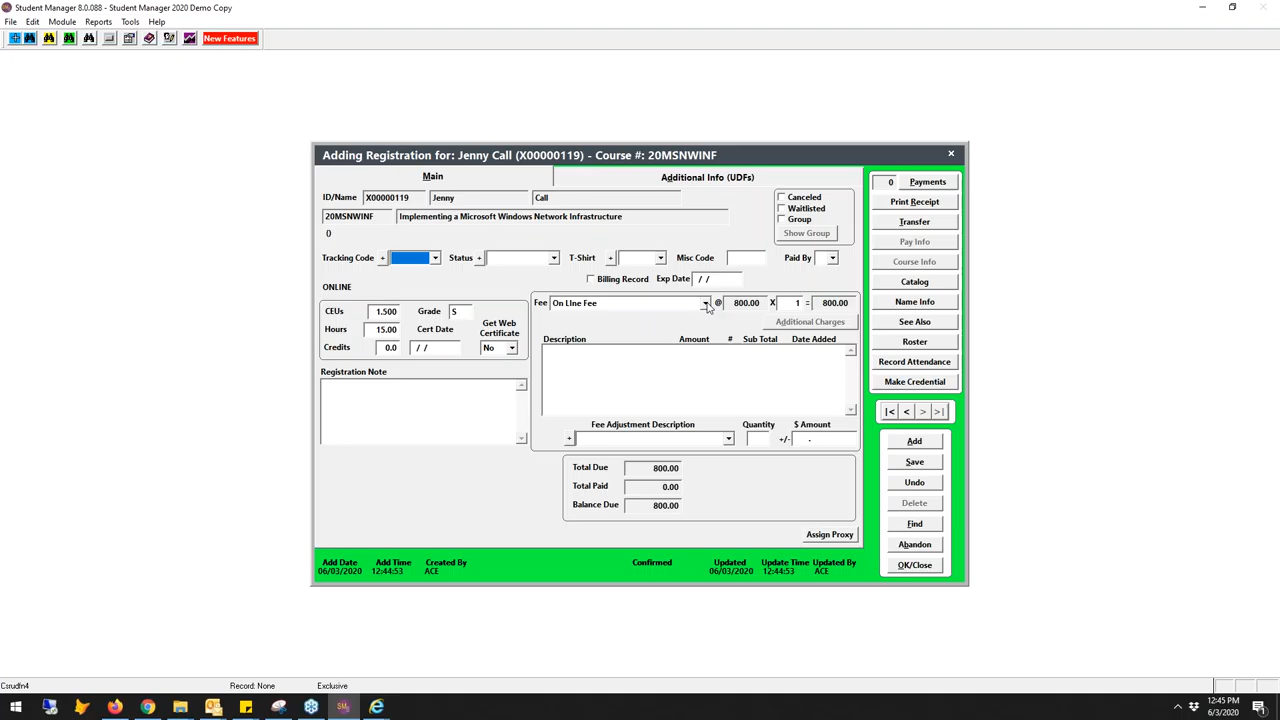 Student Manager 8.0.088 - Student Manager 2020 Demo Copy
File Edit Module Reports Tools Help
New Features
Adding Registration for: Jenny Call (X00000119) - Course #: 20MSNWINF
Main Additional Info (UDFs)
ID/Name X00000119 Jenny Call
20MSNWINF Implementing a Microsoft Windows Network Infrastructure
()
Canceled
Waitlisted
Group
Show Group
Tracking Code + Status + T-Shirt + Misc Code Paid By
Billing Record Exp Date / /
ONLINE
Fee On LIne Fee @ 800.00 X 1 = 800.00
CEUs 1.500 Grade S
Hours 15.00 Cert Date
Credits 0.0 / /
Get Web Certificate
No
Additional Charges
Description Amount # Sub Total Date Added
Registration Note
Fee Adjustment Description Quantity $ Amount
+ +/- .
Total Due 800.00
Total Paid 0.00
Balance Due 800.00
Assign Proxy
Add Date Add Time Created By Confirmed Updated Update Time Updated By
06/03/2020 12:44:53 ACE 06/03/2020 12:44:53 ACE
0 Payments
Print Receipt
Transfer
Pay Info
Course Info
Catalog
Name Info
See Also
Roster
Record Attendance
Make Credential
|< < > >|
Add
Save
Undo
Delete
Find
Abandon
OK/Close
Csrudfn4 Record: None Exclusive
SM
12:45 PM
6/3/2020
1